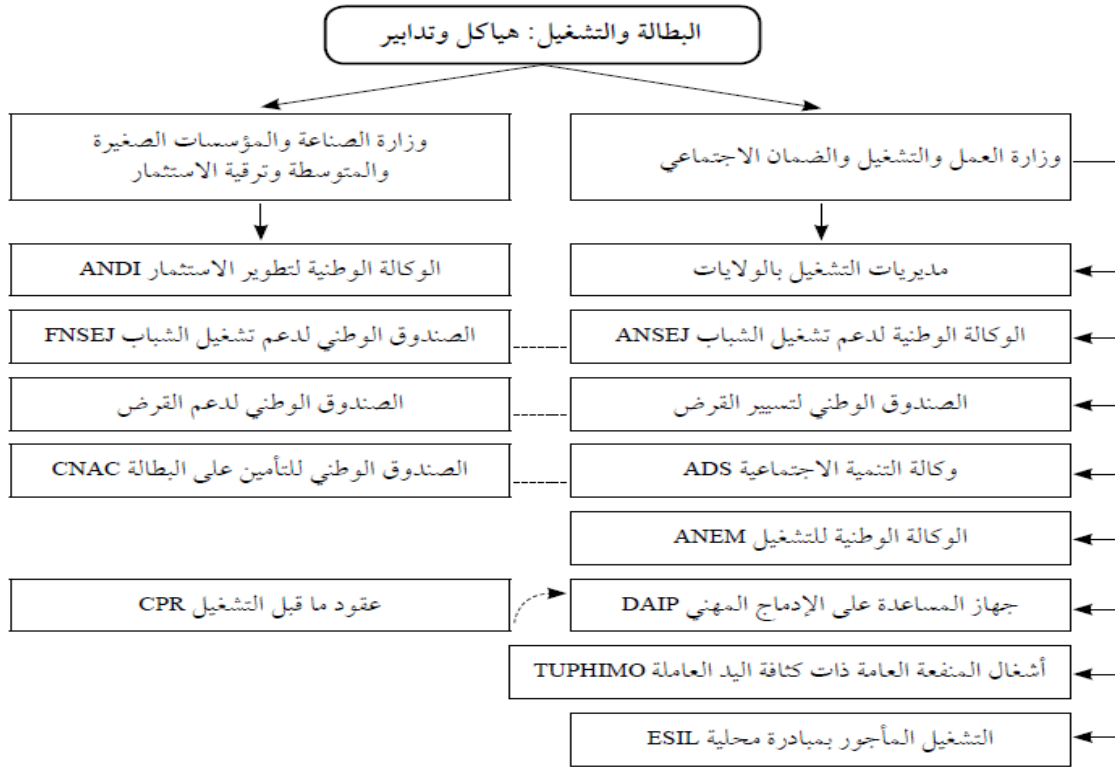 البطالة والتشغيل: هياكل وتدابير
وزارة العمل والتشغيل والضمان الاجتماعي
وزارة الصناعة والمؤسسات الصغيرة
والمتوسطة وترقية الاستثمار
مديريات التشغيل بالولايات
الوكالة الوطنية لتطوير الاستثمار ANDI
الوكالة الوطنية لدعم تشغيل الشباب ANSEJ
الصندوق الوطني لدعم تشغيل الشباب FNSEJ
الصندوق الوطني لتسيير القرض
الصندوق الوطني لدعم القرض
وكالة التنمية الاجتماعية ADS
الصندوق الوطني للتأمين على البطالة CNAC
الوكالة الوطنية للتشغيل ANEM
جهاز المساعدة على الإدماج المهني DAIP
عقود ما قبل التشغيل CPR
أشغال المنفعة العامة ذات كثافة اليد العاملة TUPHIMO
التشغيل المأجور بمبادرة محلية ESIL